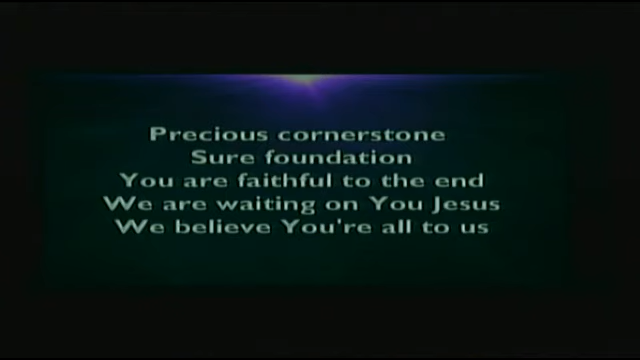 Precious cornerstone
Sure foundation
You are faithful to the end
We are waiting on You Jesus
We believe You're all to us